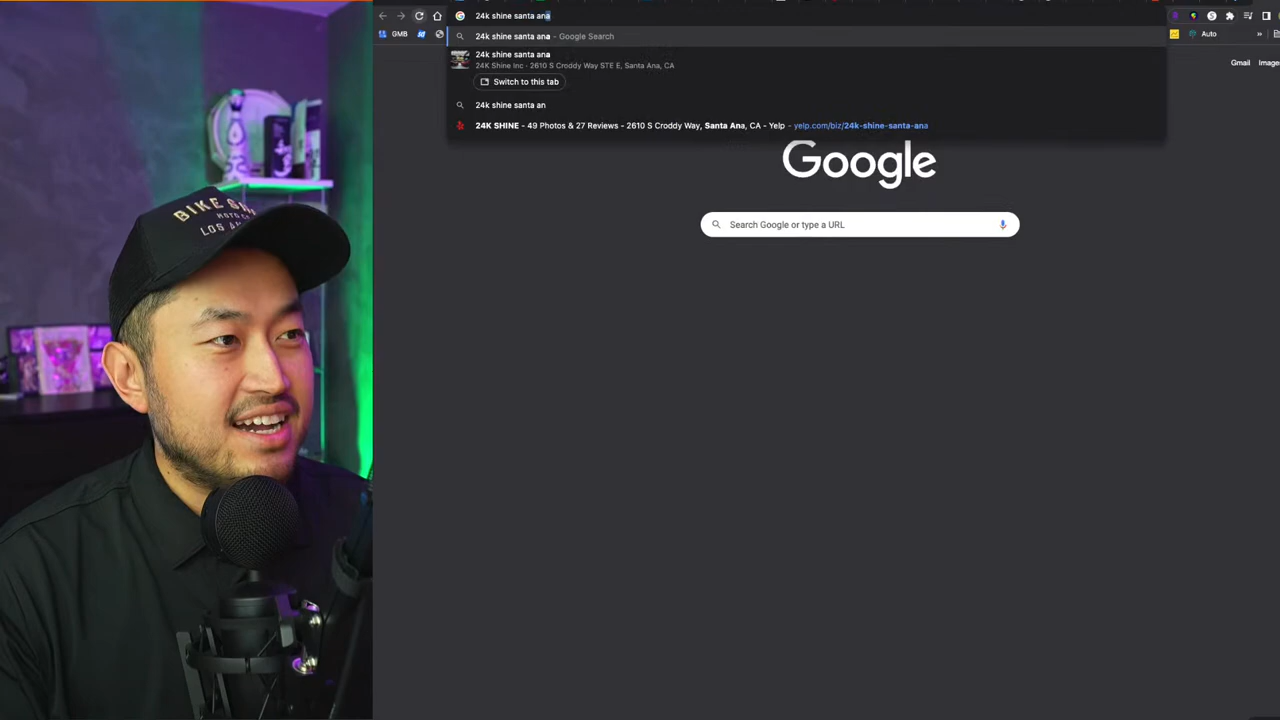 24k shine santa ana
GMB
Auto
24k shine santa ana - Google Search
24k shine santa ana
24K Shine Inc · 2610 S Croddy Way STE E, Santa Ana, CA
Switch to this tab
24k shine santa an
24K SHINE - 49 Photos & 27 Reviews - 2610 S Croddy Way, Santa Ana, CA - Yelp - yelp.com/biz/24k-shine-santa-ana
Gmail
Google
Search Google or type a URL